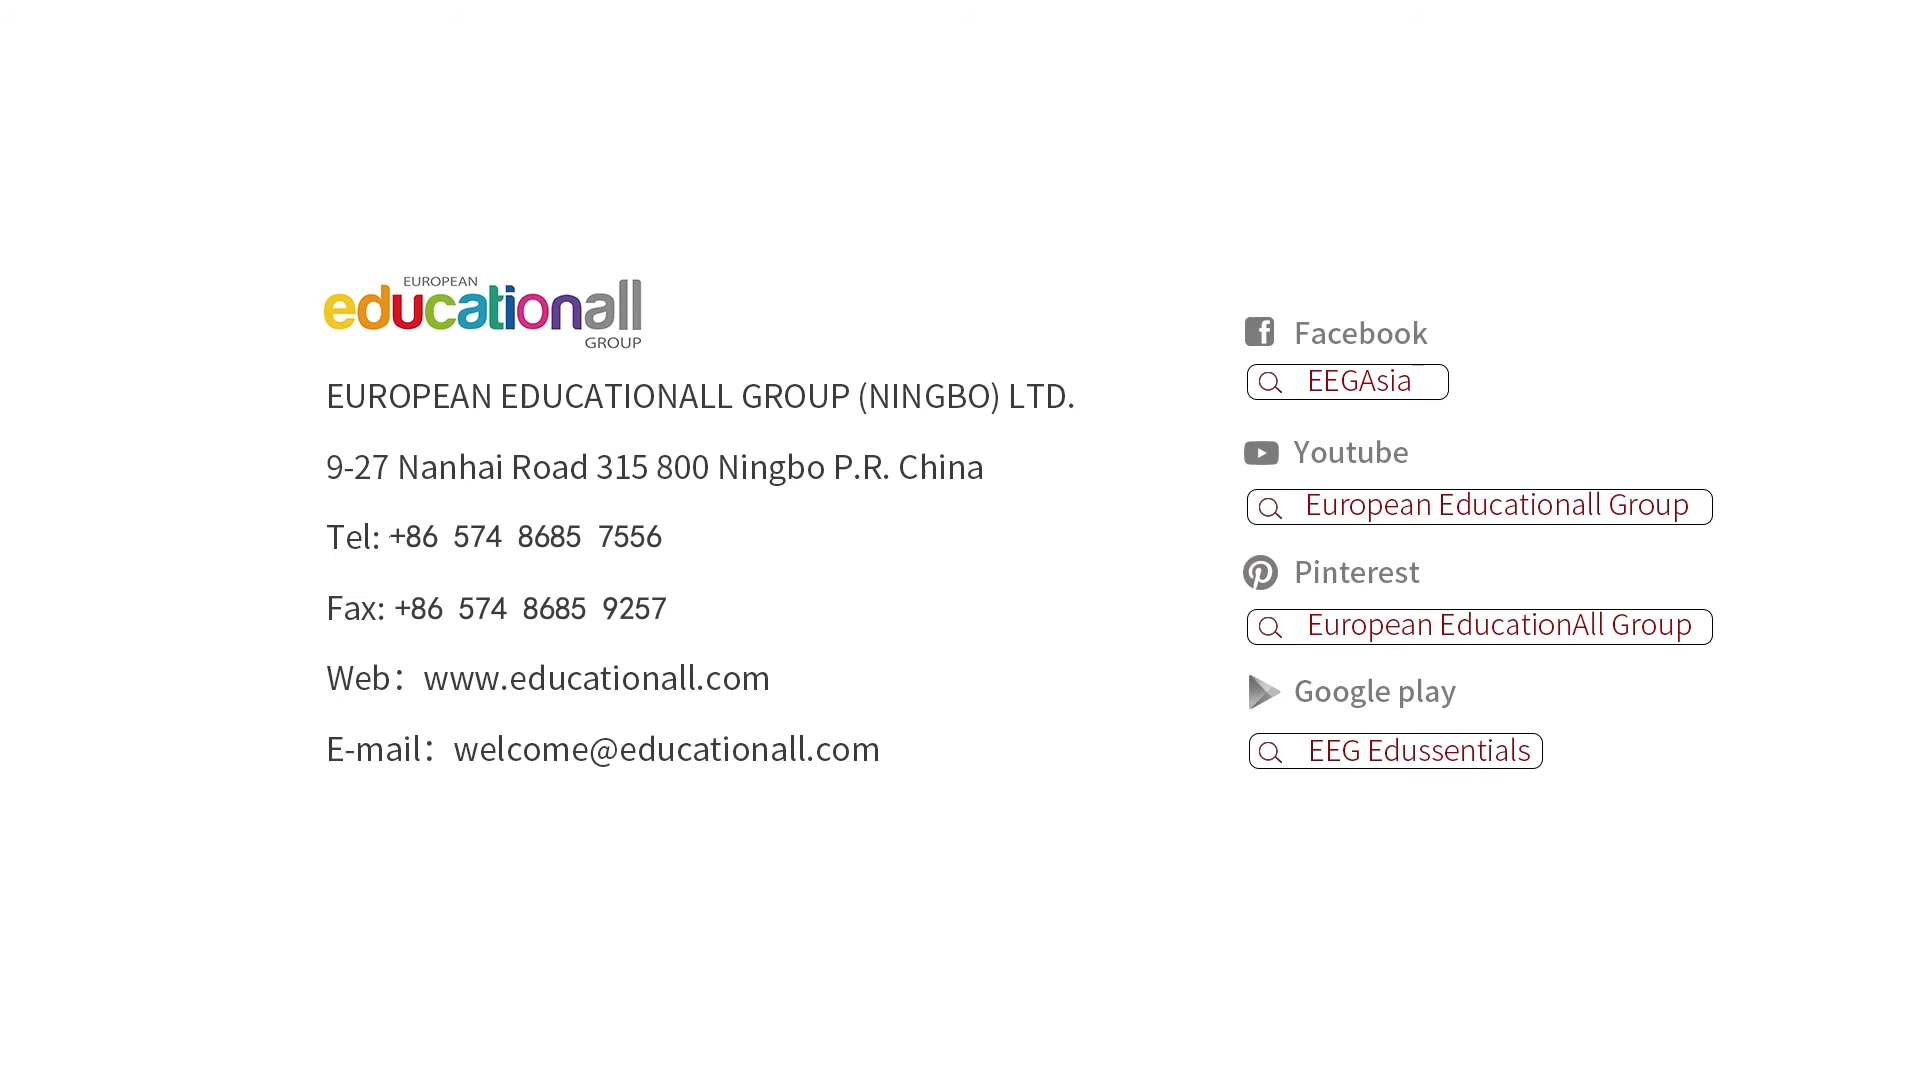 EUROPEAN
educationall
GROUP
EUROPEAN EDUCATIONALL GROUP (NINGBO) LTD.
9-27 Nanhai Road 315 800 Ningbo P.R. China
Tel: +86 574 8685 7556
Fax: +86 574 8685 9257
Web：www.educationall.com
E-mail：welcome@educationall.com
Facebook
EEGAsia
Youtube
European Educationall Group
Pinterest
European EducationAll Group
Google play
EEG Edussentials